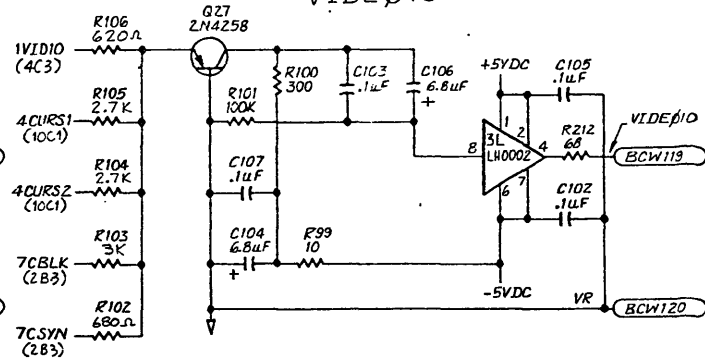 VIDEØ10
R106
620Ω
1VID10
(4C3)
Q27
2N4258
R105
2.7K
4CURS1
(10C1)
R101
100K
R100
300
C103
.1uF
C106
6.8uF
+
+5VDC
C105
.1uF
1
2
3L
LH0002
8
4
6
7
R212
68
VIDEØ10
BCW119
R104
2.7K
4CURS2
(10C1)
C107
.1uF
C102
.1uF
R103
3K
7CBLK
(2B3)
C104
6.8uF
+
R99
10
-5VDC
VR
BCW120
R102
680Ω
7CSYN
(2B3)